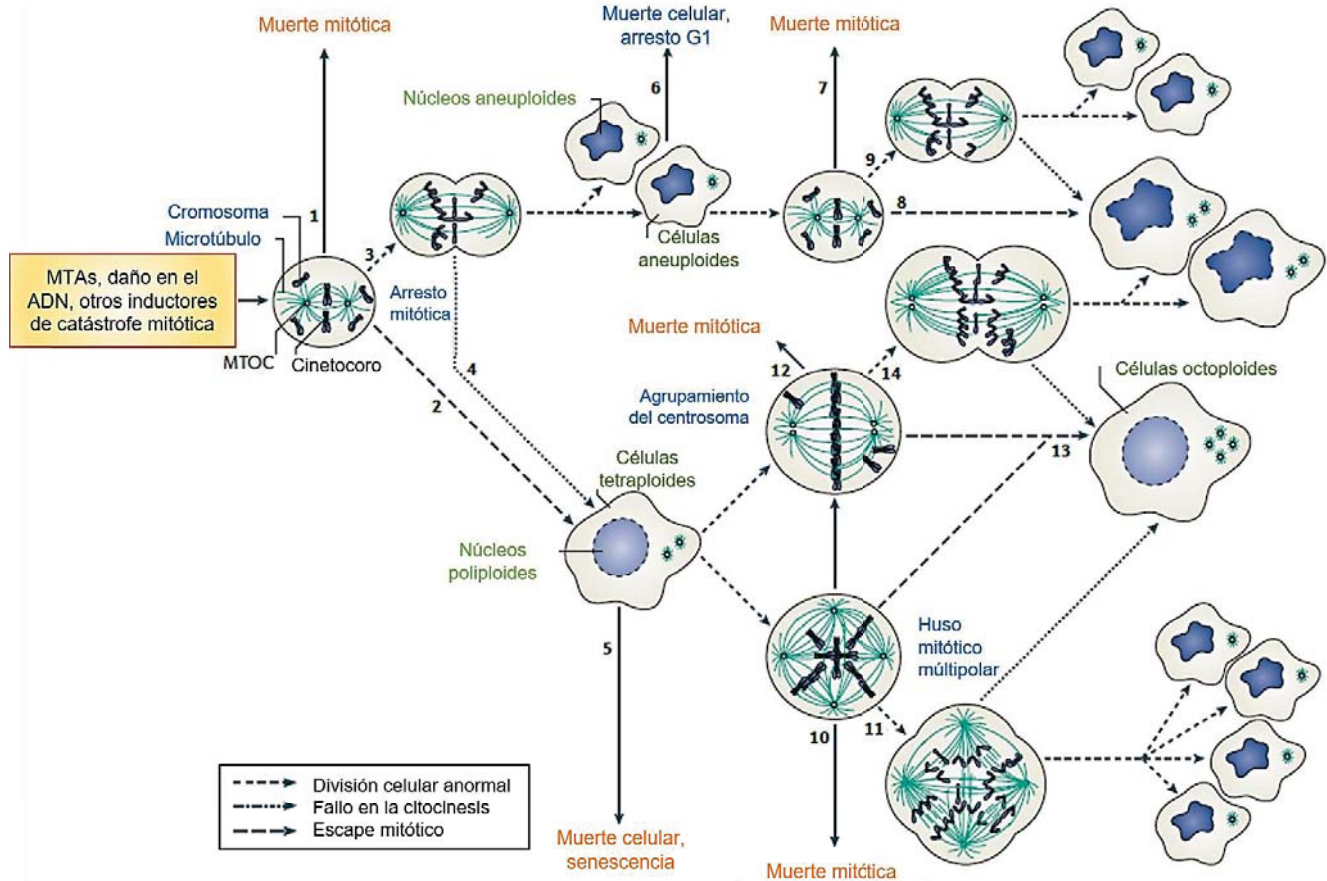 Muerte mitótica
Muerte celular,
arresto G1
Muerte mitótica
1
6
7
Núcleos aneuploides
9
8
Cromosoma
Microtúbulo
3
Células
aneuploides
MTAs, daño en el
ADN, otros inductores
de catástrofe mitótica
Arresto
mitótica
MTOC
Cinetocoro
4
2
Muerte mitótica
12
14
Agrupamiento
del centrosoma
Células octoploides
13
Células
tetraploides
Núcleos
poliploides
5
Huso
mitótico
múltipolar
10
11
División celular anormal
Fallo en la citocinesis
Escape mitótico
Muerte celular,
senescencia
Muerte mitótica